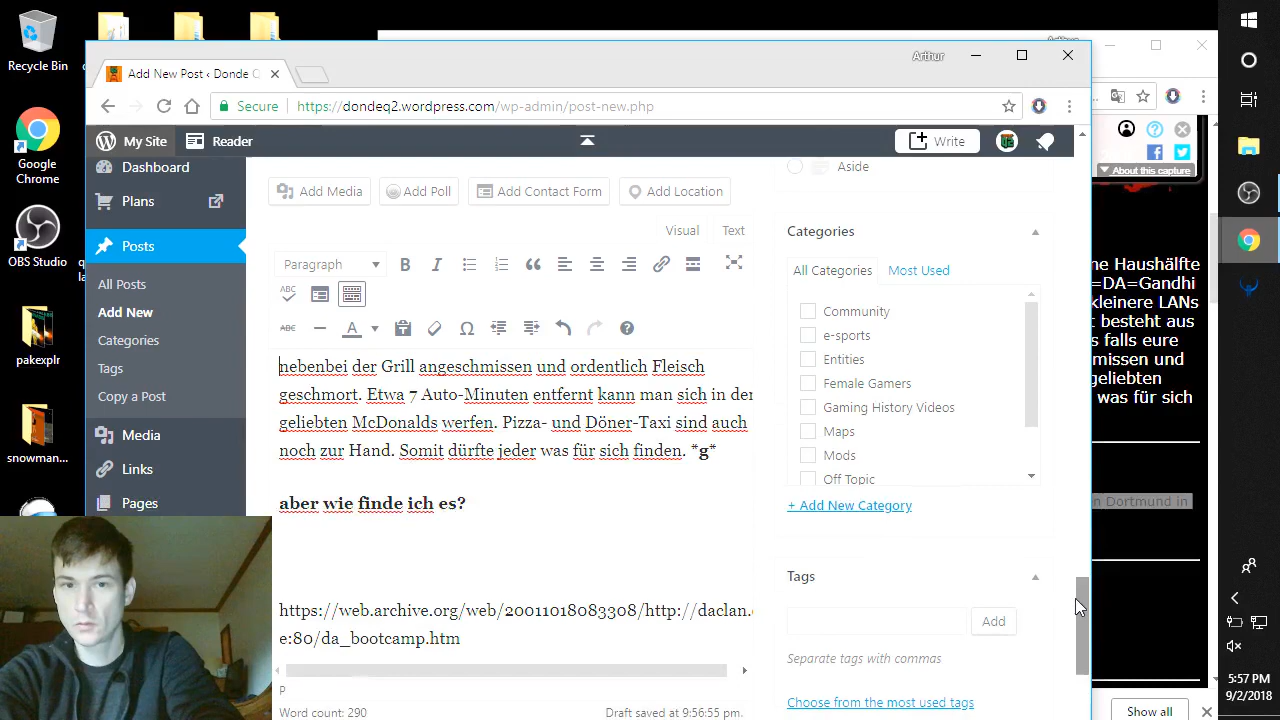 Recycle Bin
Google Chrome
OBS Studio
pakexplr
snowman...
Arthur
Add New Post ‹ Donde Q
Secure
https://dondeq2.wordpress.com/wp-admin/post-new.php
My Site
Reader
Write
Dashboard
Plans
Posts
All Posts
Add New
Categories
Tags
Copy a Post
Media
Links
Pages
Add Media
Add Poll
Add Contact Form
Add Location
Visual
Text
Paragraph
B
I
ABC
ABC
A
nebenbei der Grill angeschmissen und ordentlich Fleisch
geschmort. Etwa 7 Auto-Minuten entfernt kann man sich in der
geliebten McDonalds werfen. Pizza- und Döner-Taxi sind auch
noch zur Hand. Somit dürfte jeder was für sich finden. *g*
aber wie finde ich es?
https://web.archive.org/web/20011018083308/http://daclan.
e:80/da_bootcamp.htm
P
Word count: 290
Draft saved at 9:56:55 pm.
Aside
Categories
All Categories
Most Used
Community
e-sports
Entities
Female Gamers
Gaming History Videos
Maps
Mods
Off Topic
+ Add New Category
Tags
Add
Separate tags with commas
Choose from the most used tags
About this capture
ne Haushälfte
=DA=Gandhi
kleinere LANs
t besteht aus
s falls eure
missen und
geliebten
was für sich
n Dortmund in
Show all
5:57 PM
9/2/2018